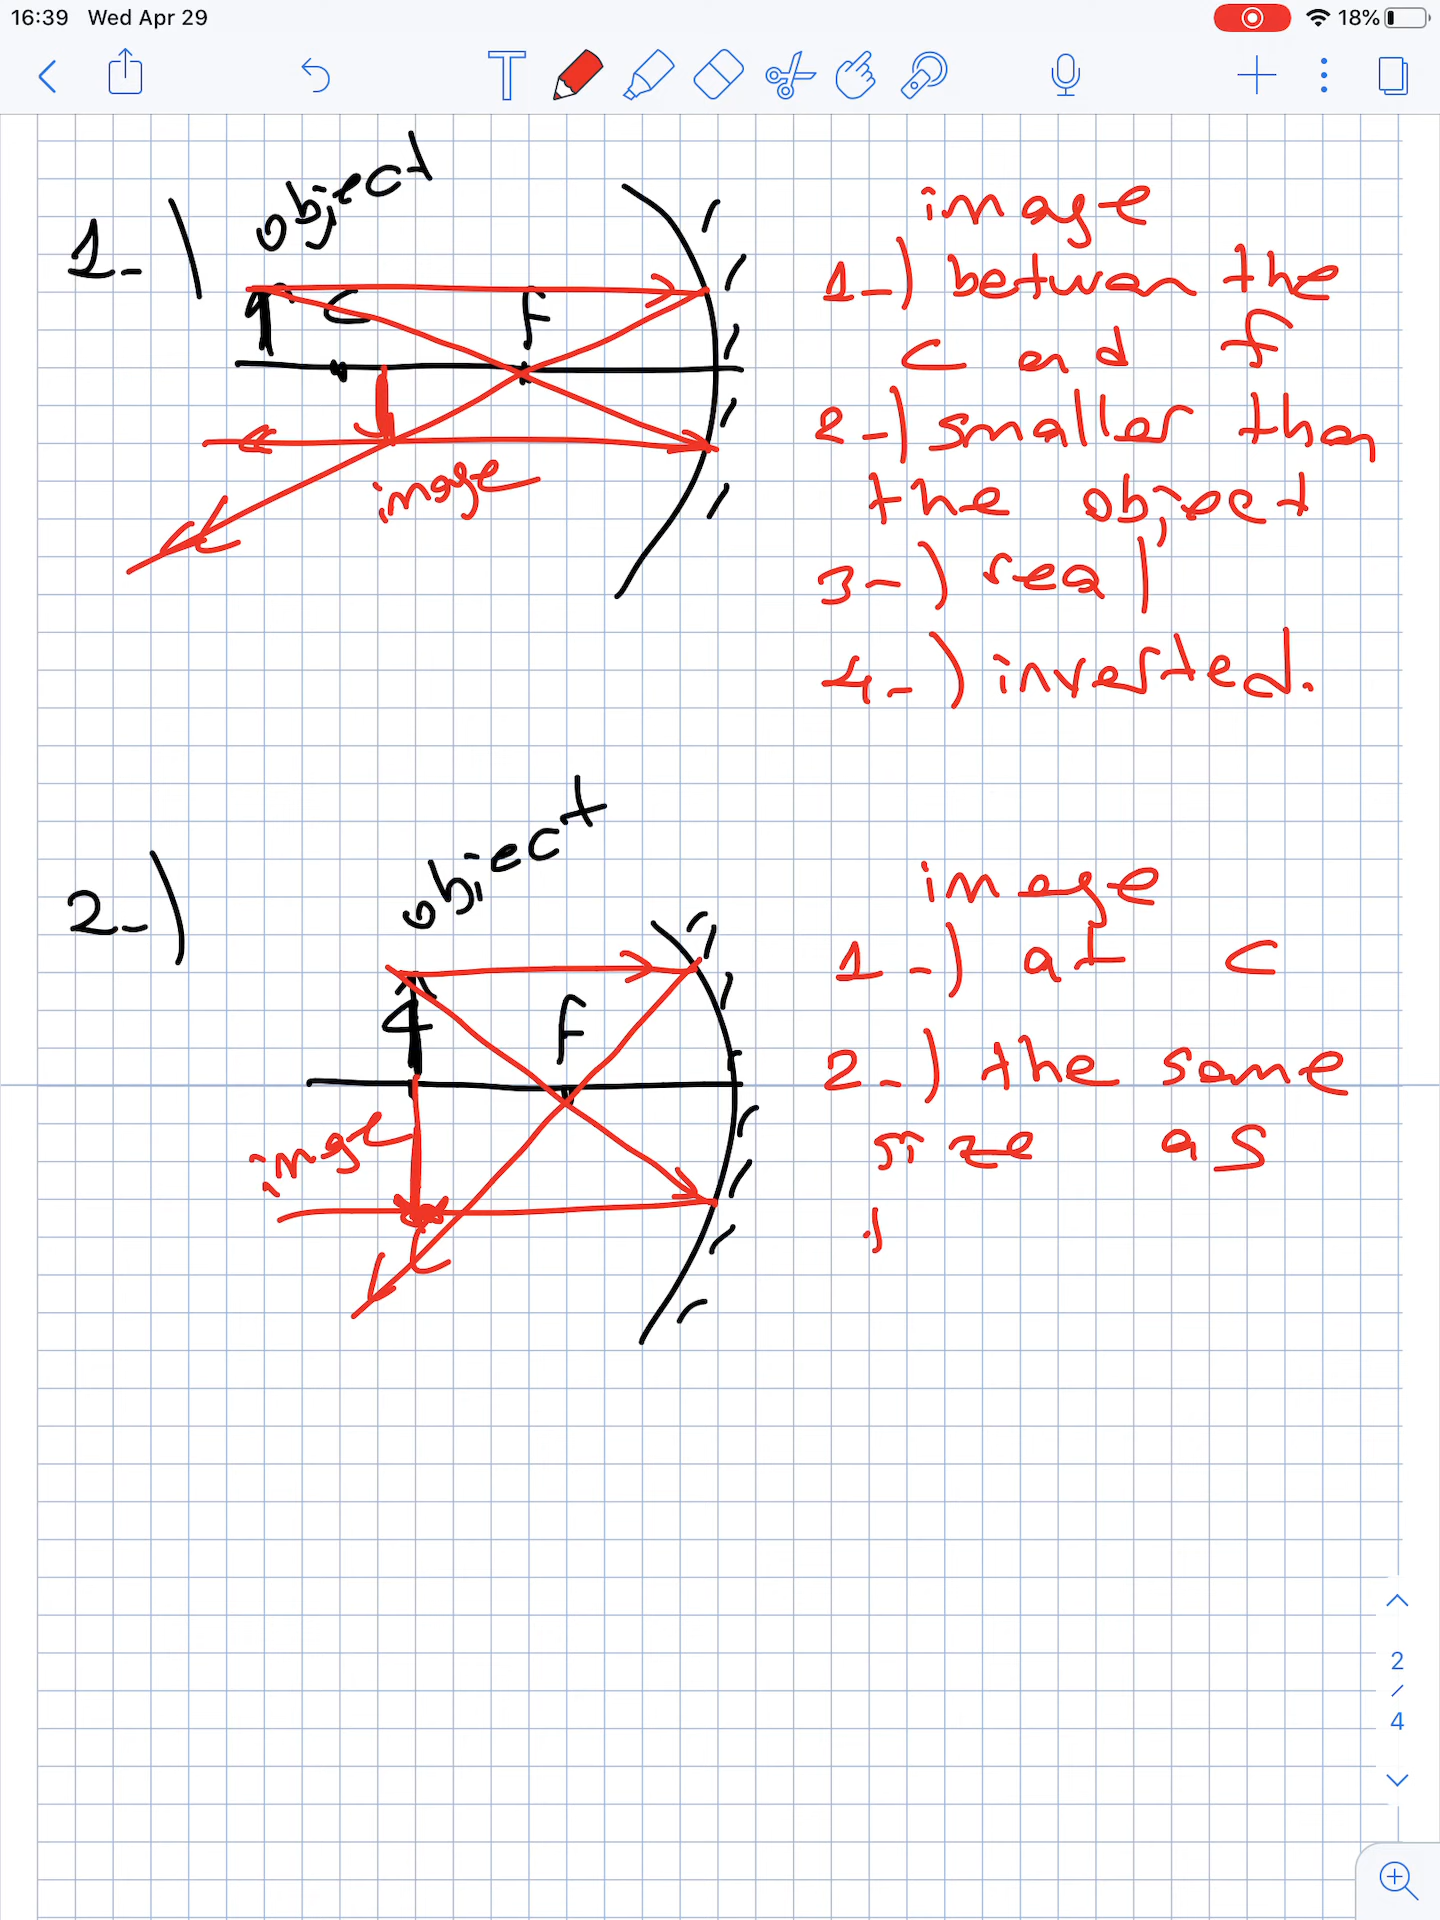 16:39 Wed Apr 29
18%
1-)
object
C
F
image
image
1-) betwen the
C and f
2-) smaller than
the object
3-) real
4-) inverted.
2-)
object
F
imge
image
1-) at C
2-) the same
size as
2
/
4